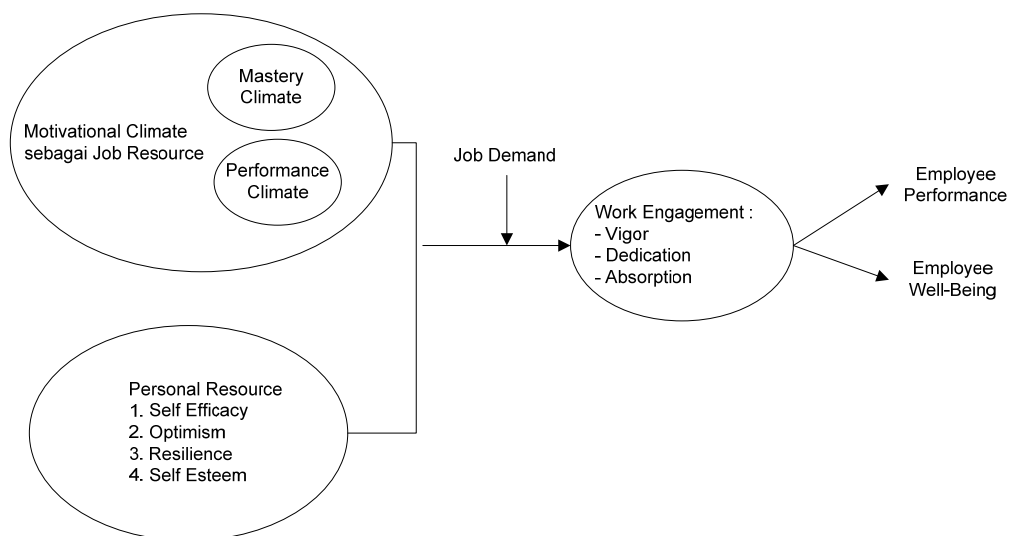 Mastery
Climate
Motivational Climate
sebagai Job Resource
Performance
Climate
Job Demand
Work Engagement :
- Vigor
- Dedication
- Absorption
Employee
Performance
Employee
Well-Being
Personal Resource
1. Self Efficacy
2. Optimism
3. Resilience
4. Self Esteem